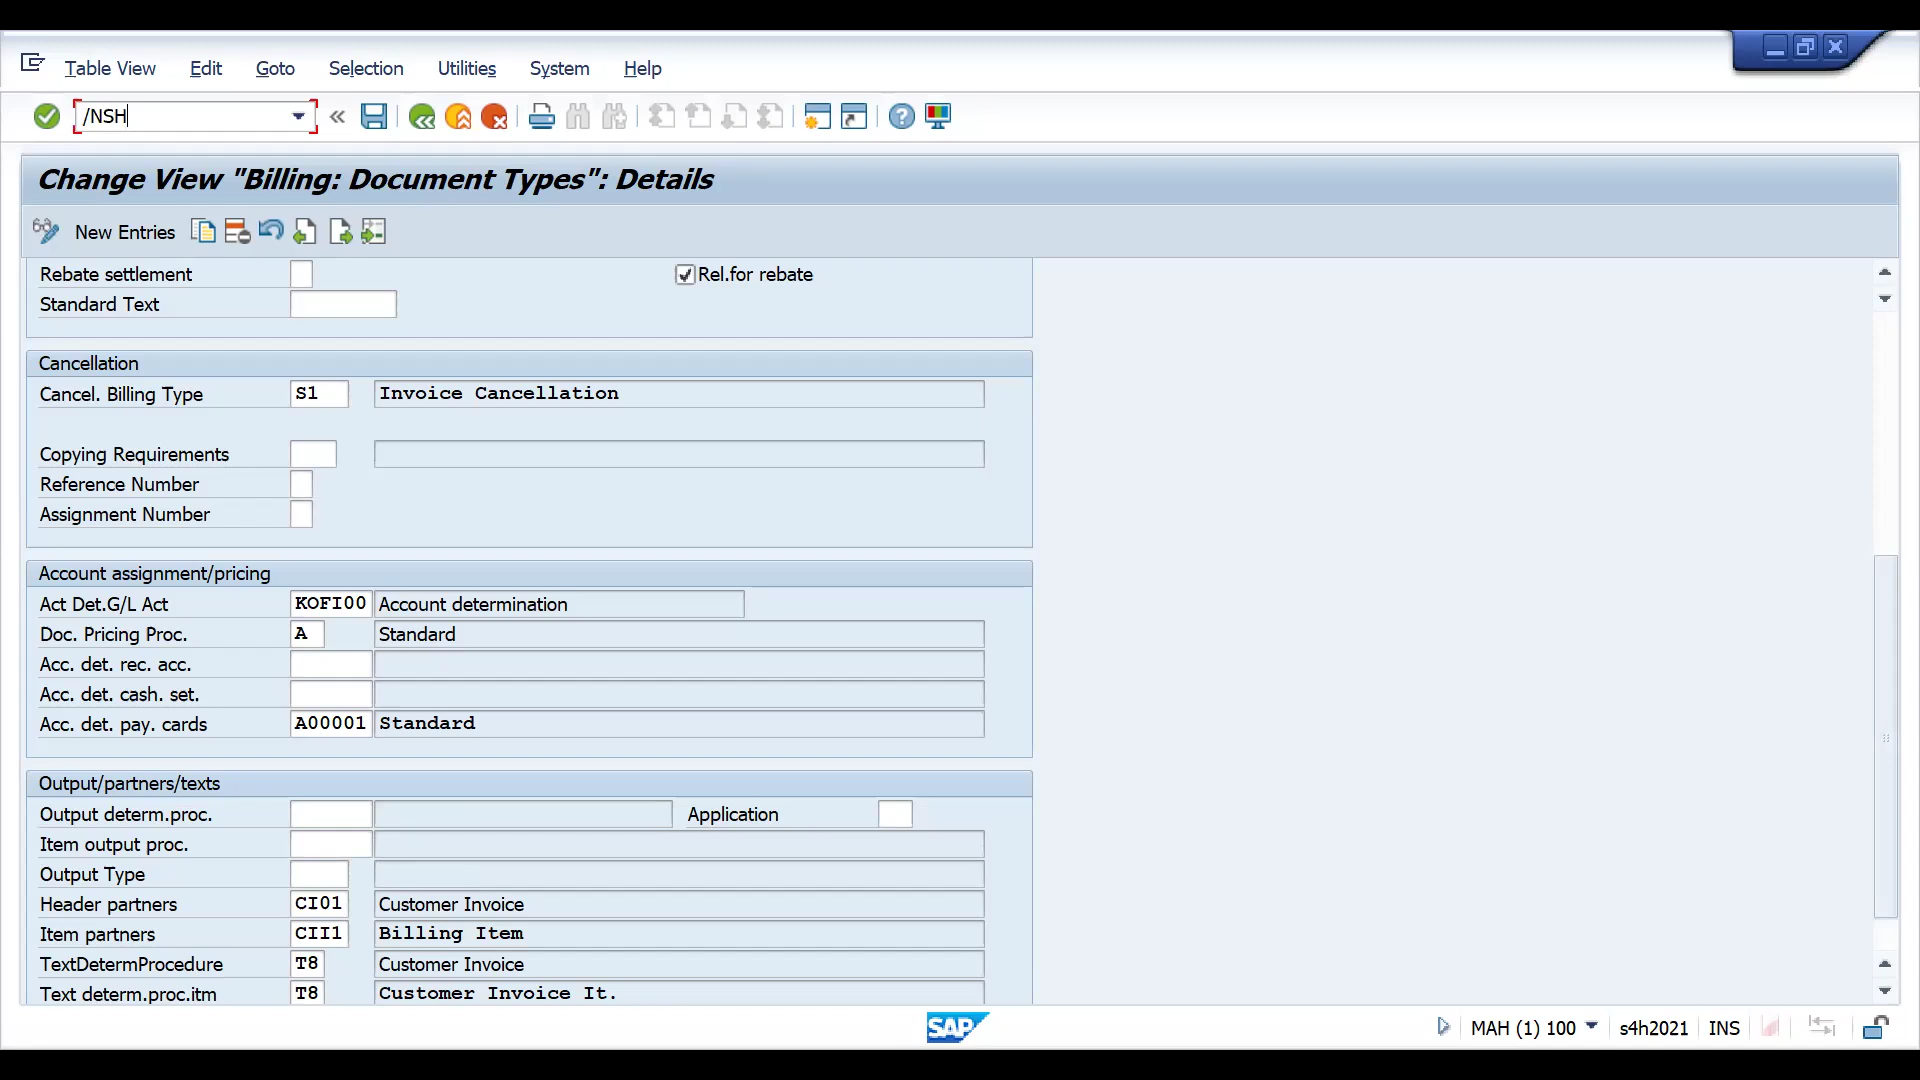 Table View Edit Goto Selection Utilities System Help
/NSH
Change View "Billing: Document Types": Details
New Entries
Rebate settlement Rel.for rebate
Standard Text
Cancellation
Cancel. Billing Type S1 Invoice Cancellation
Copying Requirements
Reference Number
Assignment Number
Account assignment/pricing
Act Det.G/L Act KOFI00 Account determination
Doc. Pricing Proc. A Standard
Acc. det. rec. acc.
Acc. det. cash. set.
Acc. det. pay. cards A00001 Standard
Output/partners/texts
Output determ.proc. Application
Item output proc.
Output Type
Header partners CI01 Customer Invoice
Item partners CII1 Billing Item
TextDetermProcedure T8 Customer Invoice
Text determ.proc.itm T8 Customer Invoice It.
SAP MAH (1) 100 s4h2021 INS